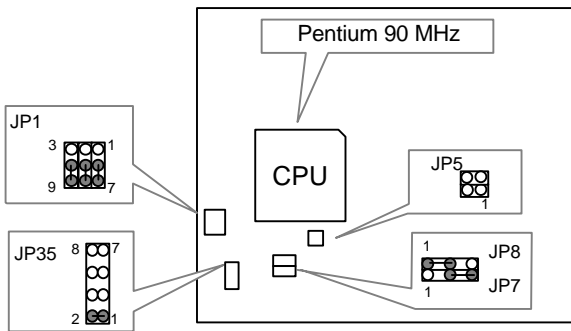 Pentium 90 MHz
JP1
3 1
9 7
CPU
JP5
1
JP35
8 7
2 1
1 JP8
1 JP7